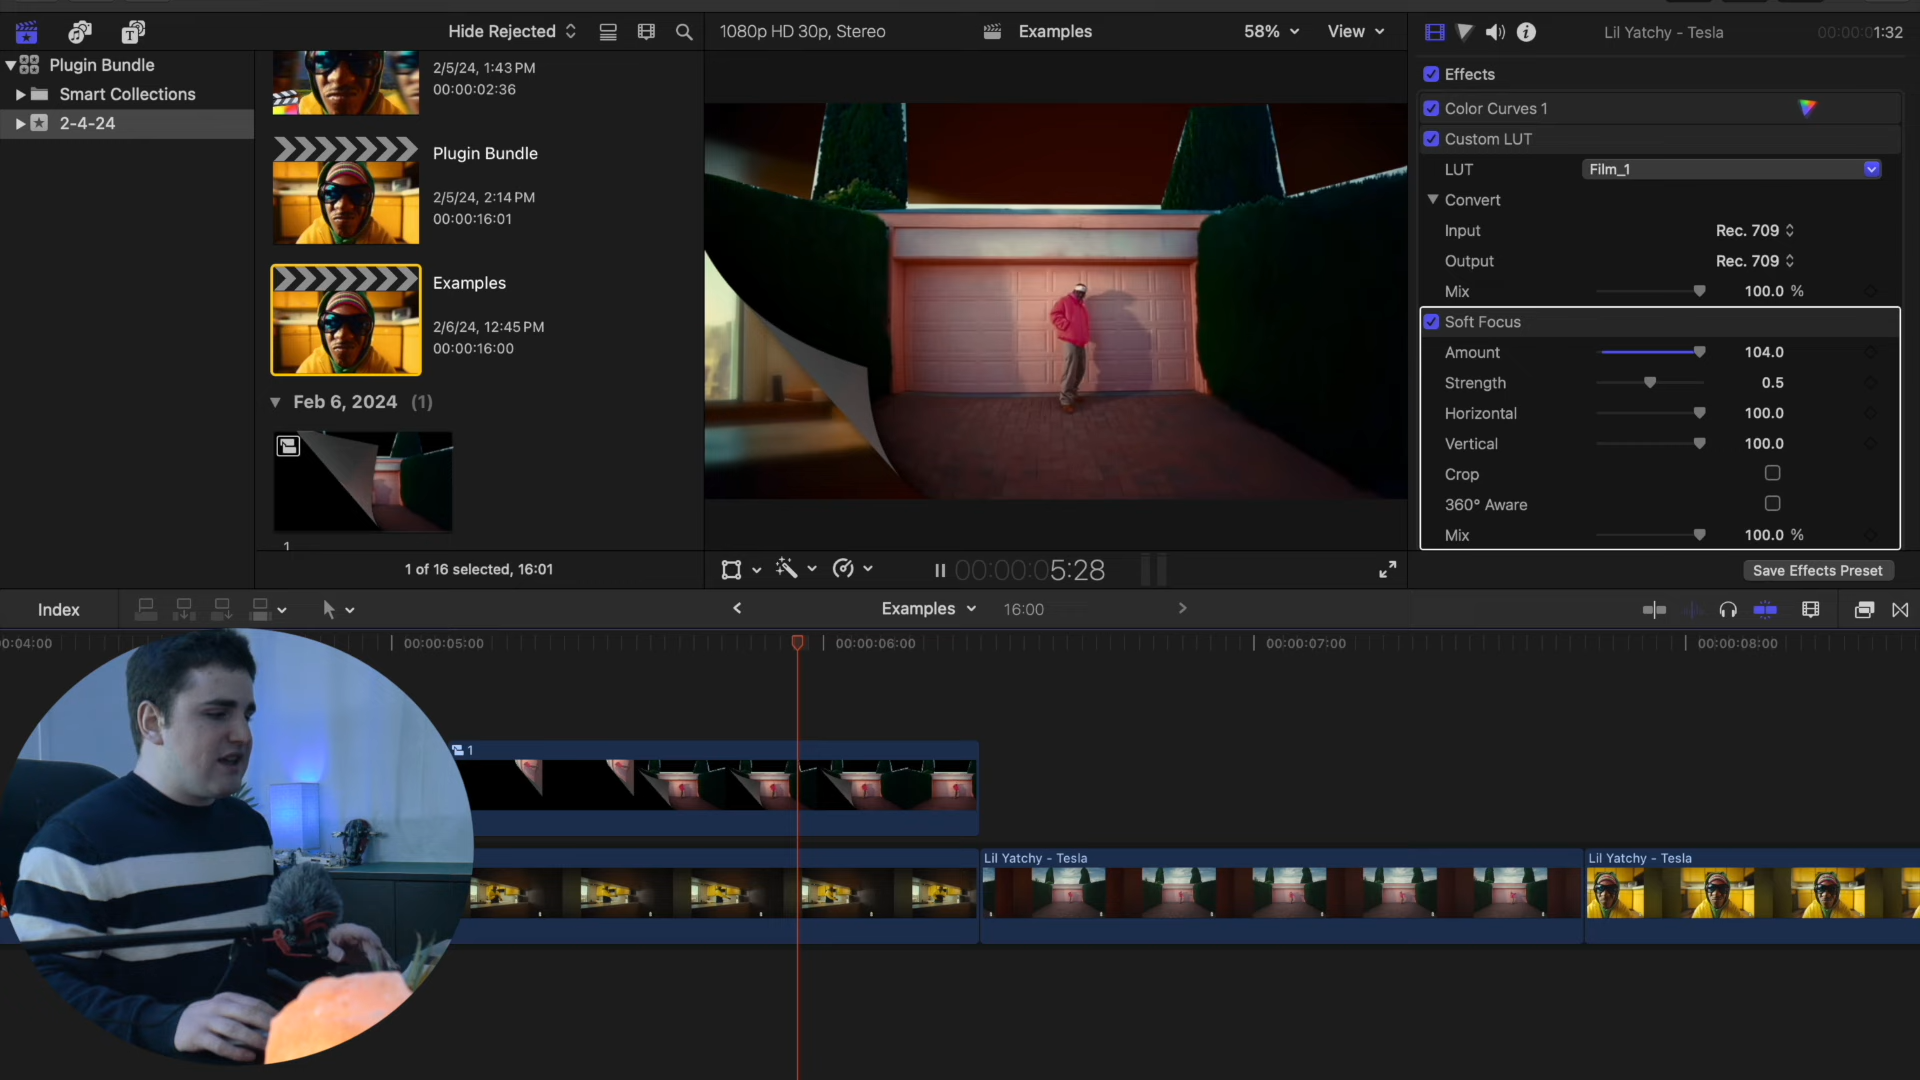 Hide Rejected
1080p HD 30p, Stereo
Examples
58%
View
Lil Yatchy - Tesla
00:00:01:32
Plugin Bundle
Smart Collections
2-4-24
2/5/24, 1:43 PM
00:00:02:36
Plugin Bundle
2/5/24, 2:14 PM
00:00:16:01
Examples
2/6/24, 12:45 PM
00:00:16:00
Feb 6, 2024 (1)
1
1 of 16 selected, 16:01
00:00:05:28
Effects
Color Curves 1
Custom LUT
LUT
Film_1
Convert
Input
Rec. 709
Output
Rec. 709
Mix
100.0 %
Soft Focus
Amount
104.0
Strength
0.5
Horizontal
100.0
Vertical
100.0
Crop
360° Aware
Mix
100.0 %
Save Effects Preset
Index
Examples
16:00
0:04:00
00:00:05:00
00:00:06:00
00:00:07:00
00:00:08:00
1
Lil Yatchy - Tesla
Lil Yatchy - Tesla